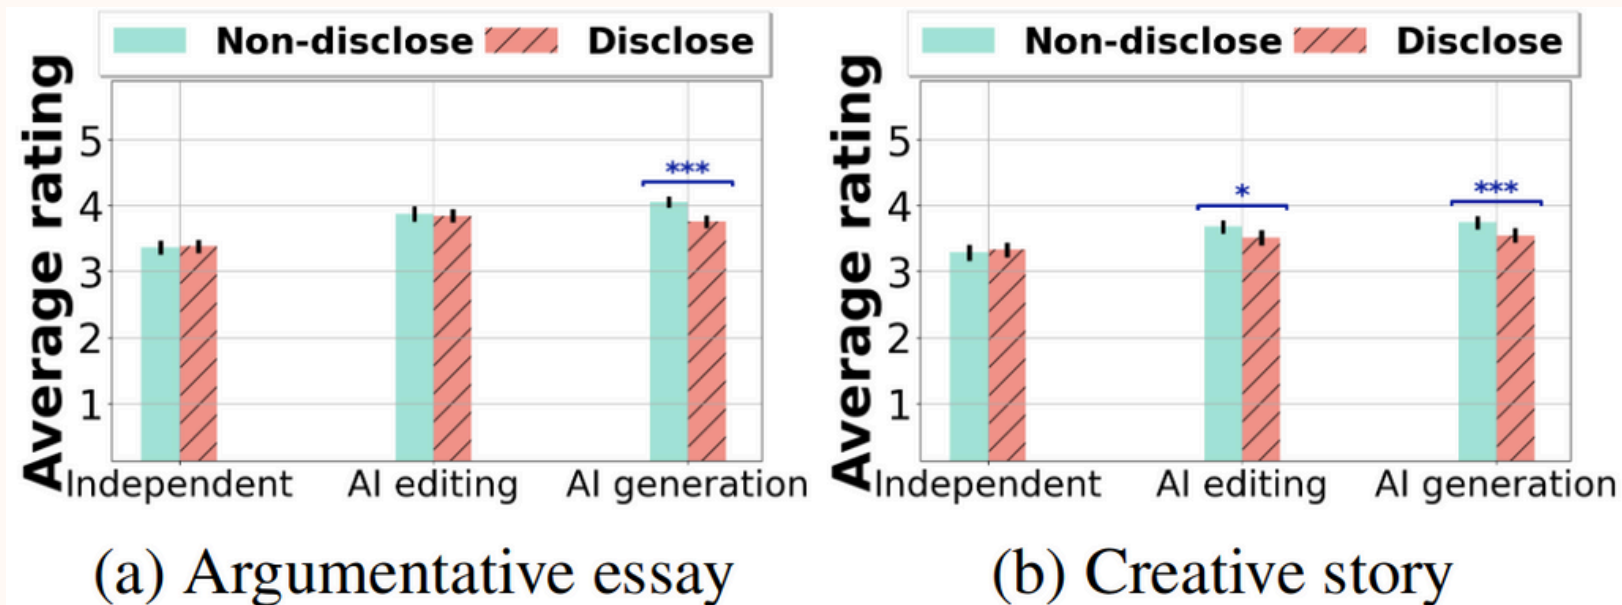 Non-disclose Disclose
Average rating
5
4
3
2
1
***
Independent AI editing AI generation
(a) Argumentative essay
Non-disclose Disclose
Average rating
5
4
3
2
1
*
***
Independent AI editing AI generation
(b) Creative story